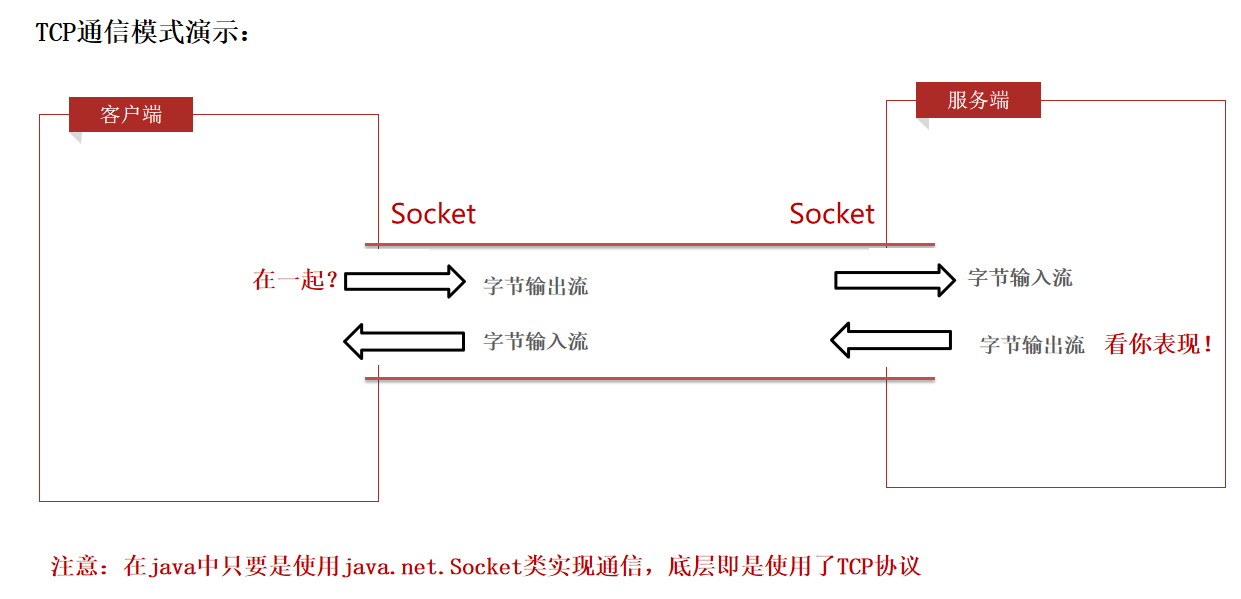 TCP通信模式演示：
客户端
服务端
Socket
Socket
在一起？
字节输出流
字节输入流
字节输入流
字节输出流
看你表现！
注意：在java中只要是使用java.net.Socket类实现通信，底层即是使用了TCP协议